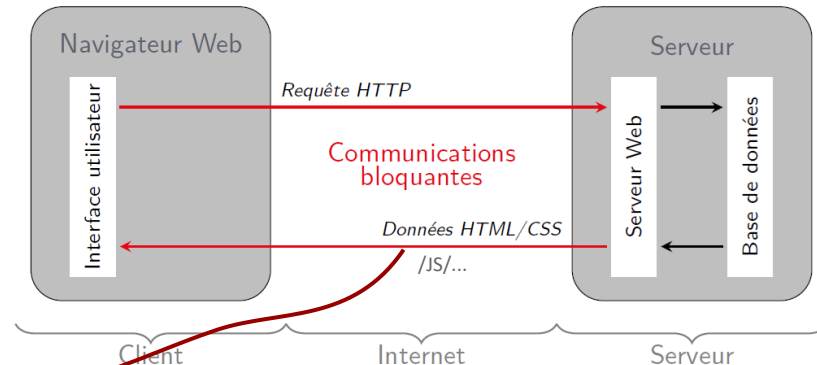 Navigateur Web
Serveur
Interface utilisateur
Requête HTTP
Communications
bloquantes
Données HTML/CSS
/JS/...
Serveur Web
Base de données
Client
Internet
Serveur